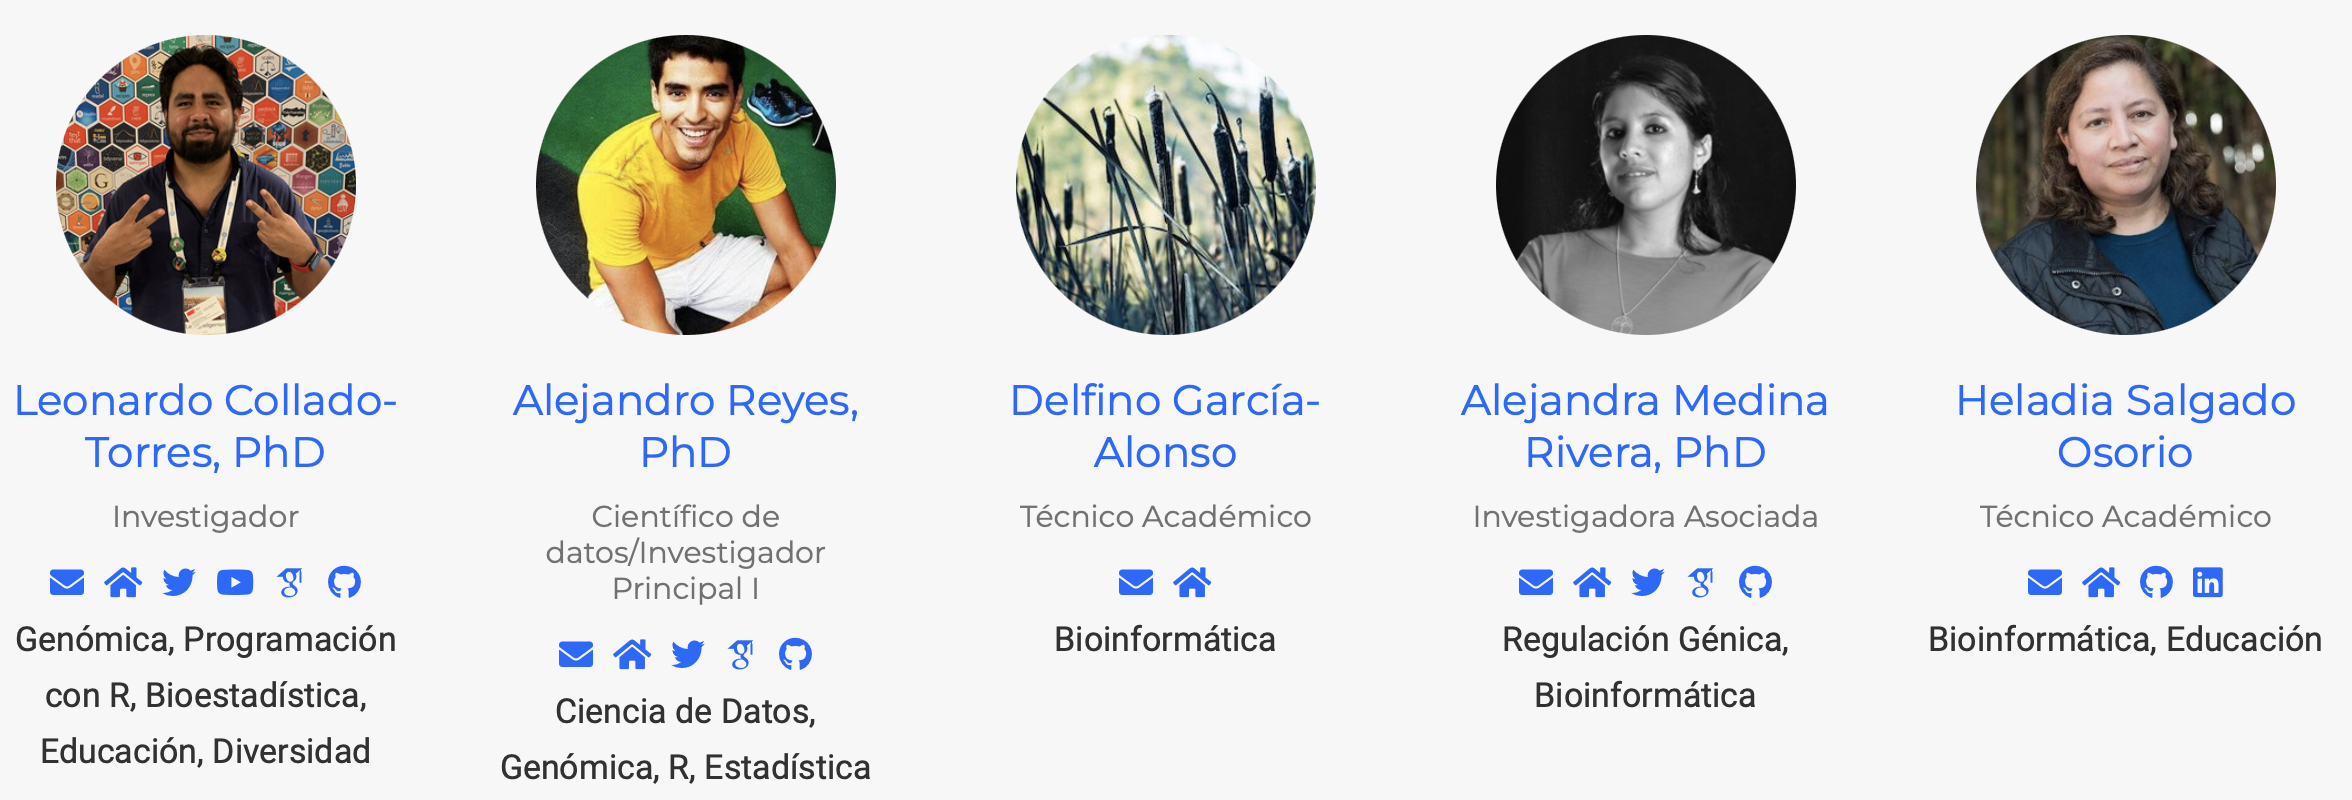 Leonardo Collado-
Torres, PhD
Investigador
Genómica, Programación
con R, Bioestadística,
Educación, Diversidad
Alejandro Reyes,
PhD
Científico de
datos/Investigador
Principal I
Ciencia de Datos,
Genómica, R, Estadística
Delfino García-
Alonso
Técnico Académico
Bioinformática
Alejandra Medina
Rivera, PhD
Investigadora Asociada
Regulación Génica,
Bioinformática
Heladia Salgado
Osorio
Técnico Académico
Bioinformática, Educación